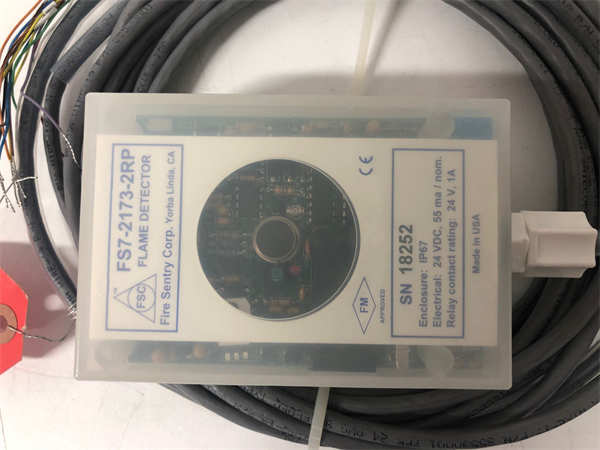 FSC
™
FS7-2173-2RP
FLAME DETECTOR
Fire Sentry Corp. Yorba Linda, CA
CE
FM
APPROVED
SN 18252
Enclosure: IP67
Electrical: 24 VDC, 55 ma / nom.
Relay contact rating: 24 V, 1A
Made in USA